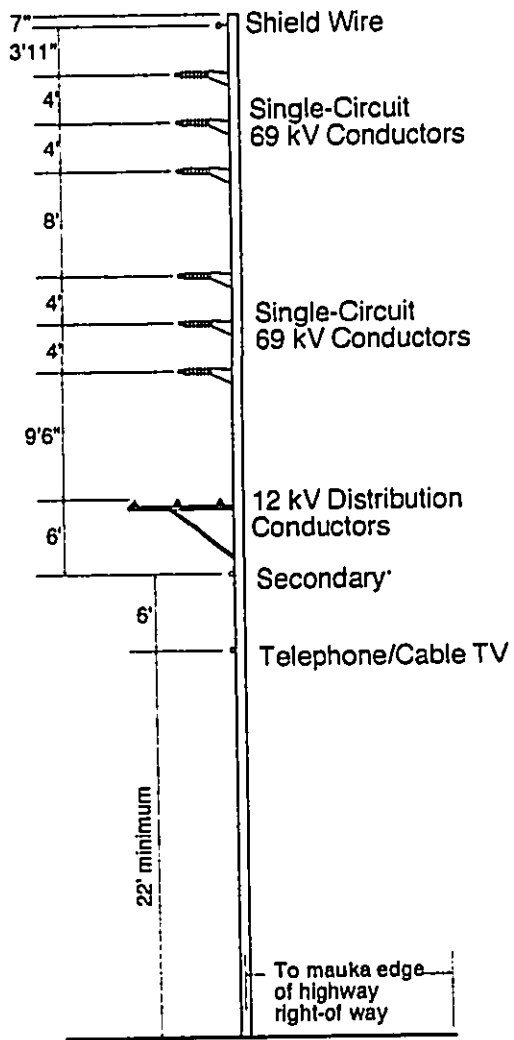 7"
Shield Wire
3'11"
4'
Single-Circuit
69 kV Conductors
4'
8'
4'
Single-Circuit
69 kV Conductors
4'
9'6"
12 kV Distribution
Conductors
6'
Secondary
6'
Telephone/Cable TV
22' minimum
To mauka edge
of highway
right-of way